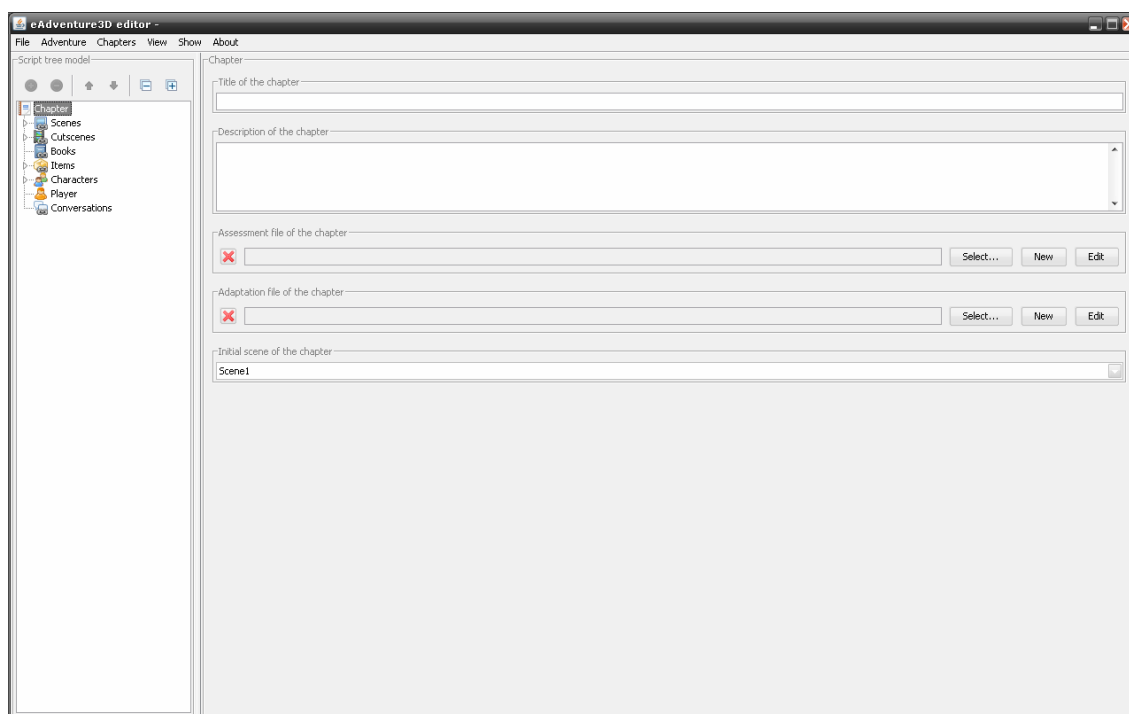 eAdventure3D editor -
File Adventure Chapters View Show About
Script tree model
Chapter
Scenes
Cutscenes
Books
Items
Characters
Player
Conversations
Chapter
Title of the chapter
Description of the chapter
Assessment file of the chapter
Select... New Edit
Adaptation file of the chapter
Select... New Edit
Initial scene of the chapter
Scene1